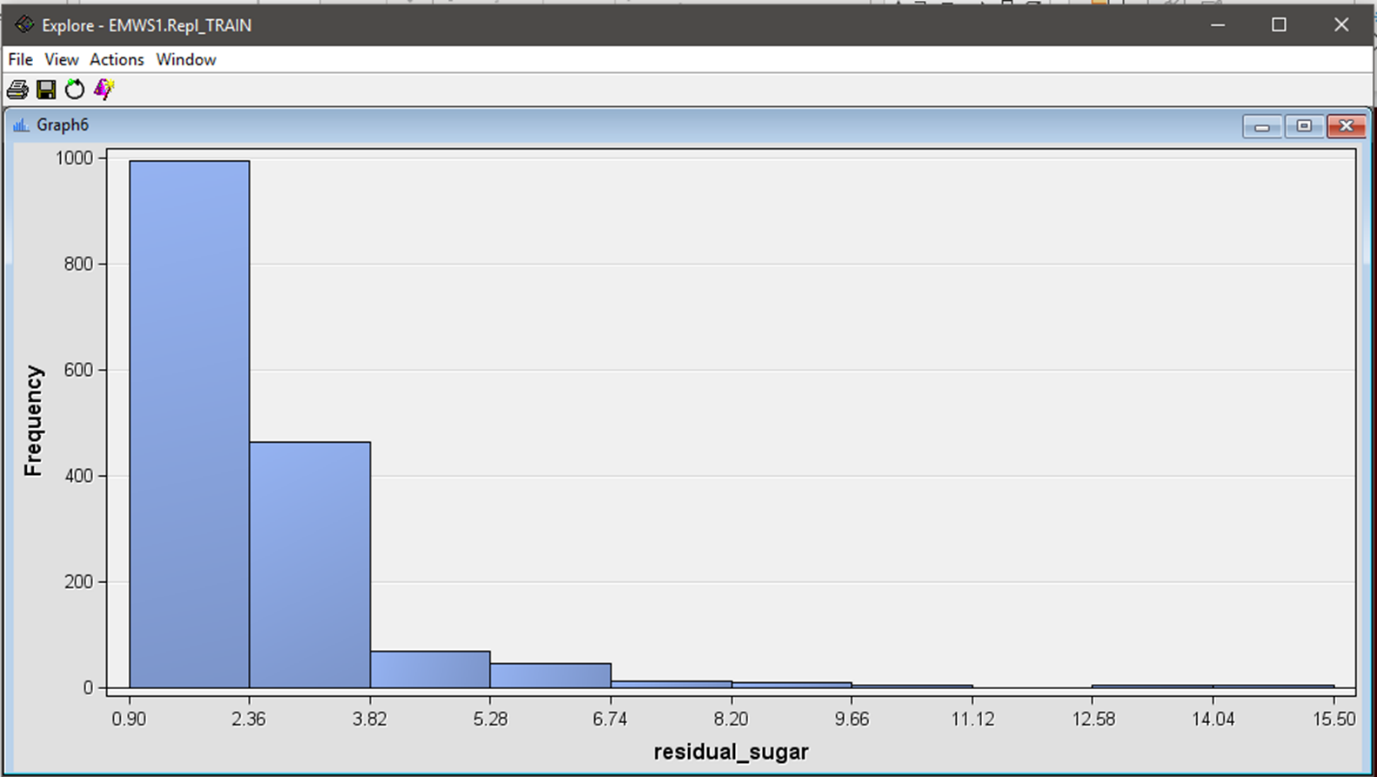 Explore - EMWS1.Repl_TRAIN
File View Actions Window
Graph6
1000
800
600
400
200
0
Frequency
0.90 2.36 3.82 5.28 6.74 8.20 9.66 11.12 12.58 14.04 15.50
residual_sugar